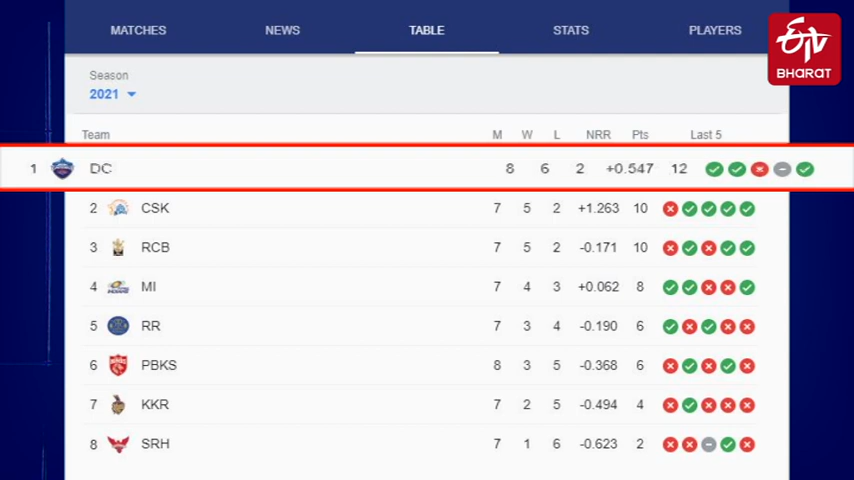 MATCHES NEWS TABLE STATS PLAYERS
ETV
BHARAT
Season
2021
Team M W L NRR Pts Last 5
1 DC 8 6 2 +0.547 12
2 CSK 7 5 2 +1.263 10
3 RCB 7 5 2 -0.171 10
4 MI 7 4 3 +0.062 8
5 RR 7 3 4 -0.190 6
6 PBKS 8 3 5 -0.368 6
7 KKR 7 2 5 -0.494 4
8 SRH 7 1 6 -0.623 2